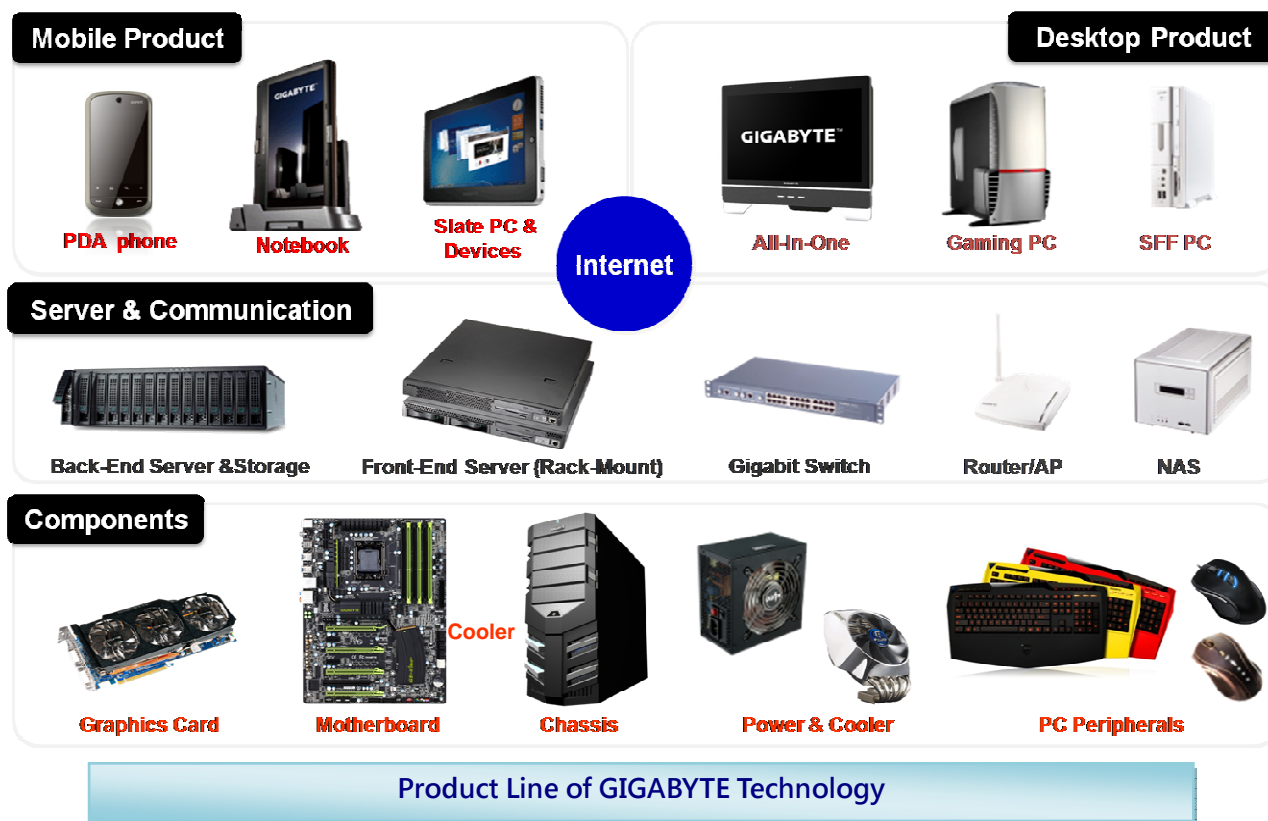 Mobile Product
Desktop Product
GIGABYTE™
GIGABYTE™
PDA phone
Notebook
Slate PC &
Devices
All-In-One
Gaming PC
SFF PC
Internet
Server & Communication
Back-End Server &Storage
Front-End Server (Rack-Mount)
Gigabit Switch
Router/AP
NAS
Components
Cooler
Graphics Card
Motherboard
Chassis
Power & Cooler
PC Peripherals
Product Line of GIGABYTE Technology